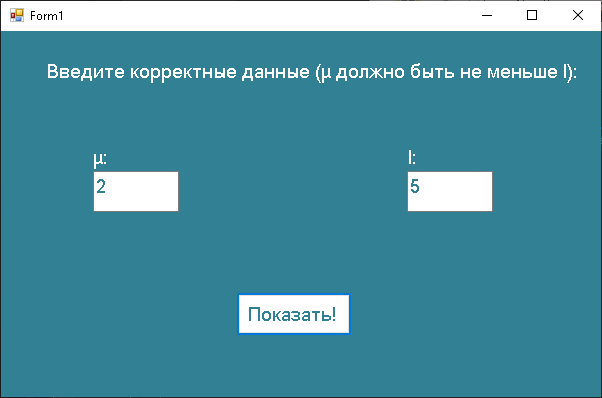 Form1
Введите корректные данные (µ должно быть не меньше l):
µ:
l:
2
5
Показать!